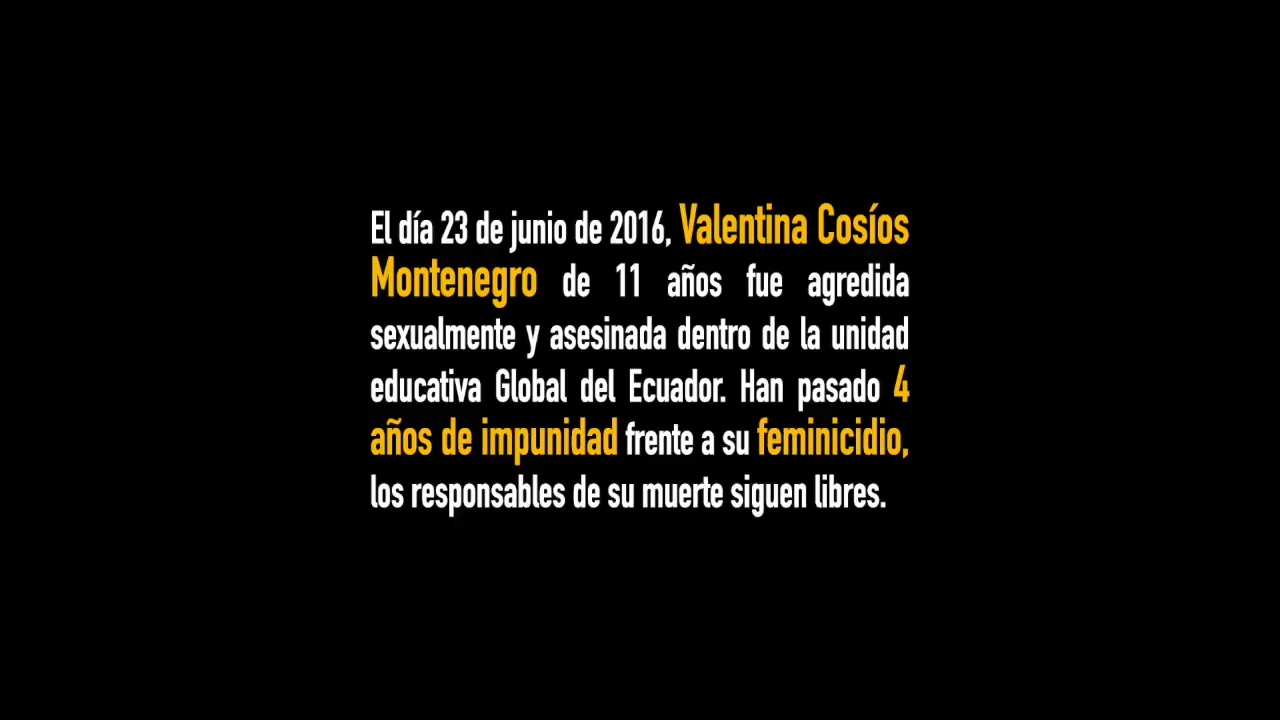 El día 23 de junio de 2016, Valentina Cosíos
Montenegro de 11 años fue agredida
sexualmente y asesinada dentro de la unidad
educativa Global del Ecuador. Han pasado 4
años de impunidad frente a su feminicidio,
los responsables de su muerte siguen libres.